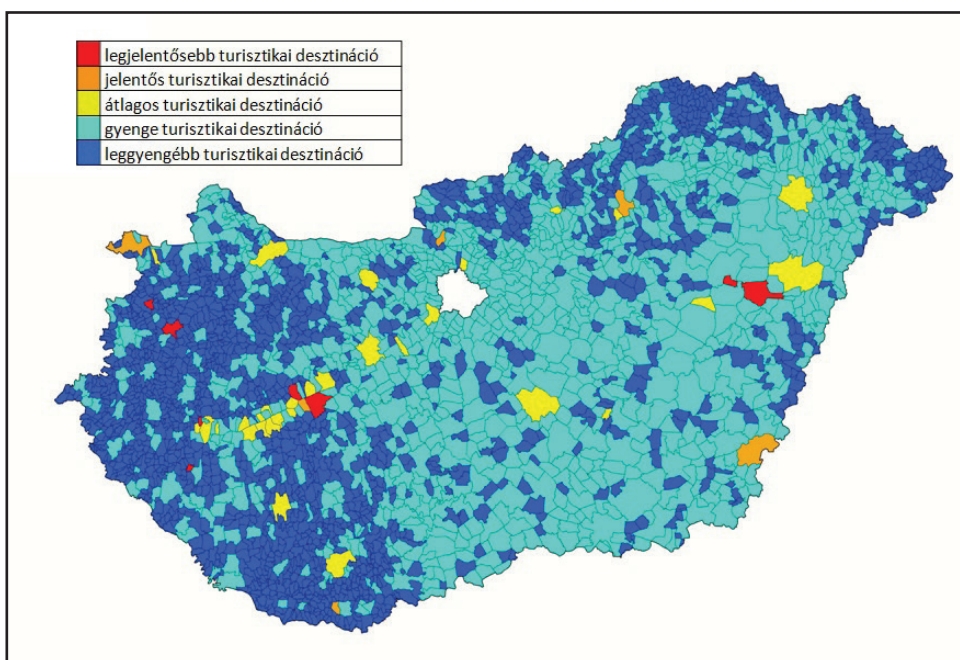 legjelentősebb turisztikai desztináció
jelentős turisztikai desztináció
átlagos turisztikai desztináció
gyenge turisztikai desztináció
leggyengébb turisztikai desztináció